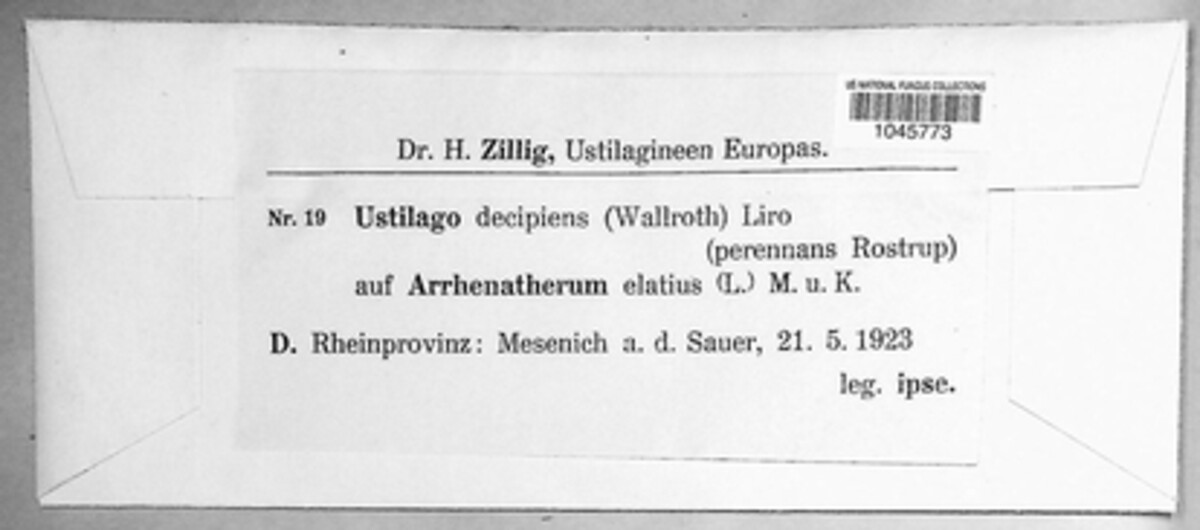 US NATIONAL FUNGUS COLLECTIONS
1045773
Dr. H. Zillig, Ustilagineen Europas.
Nr. 19 Ustilago decipiens (Wallroth) Liro
(perennans Rostrup)
auf Arrhenatherum elatius (L.) M. u. K.
D. Rheinprovinz: Mesenich a. d. Sauer, 21. 5. 1923
leg. ipse.